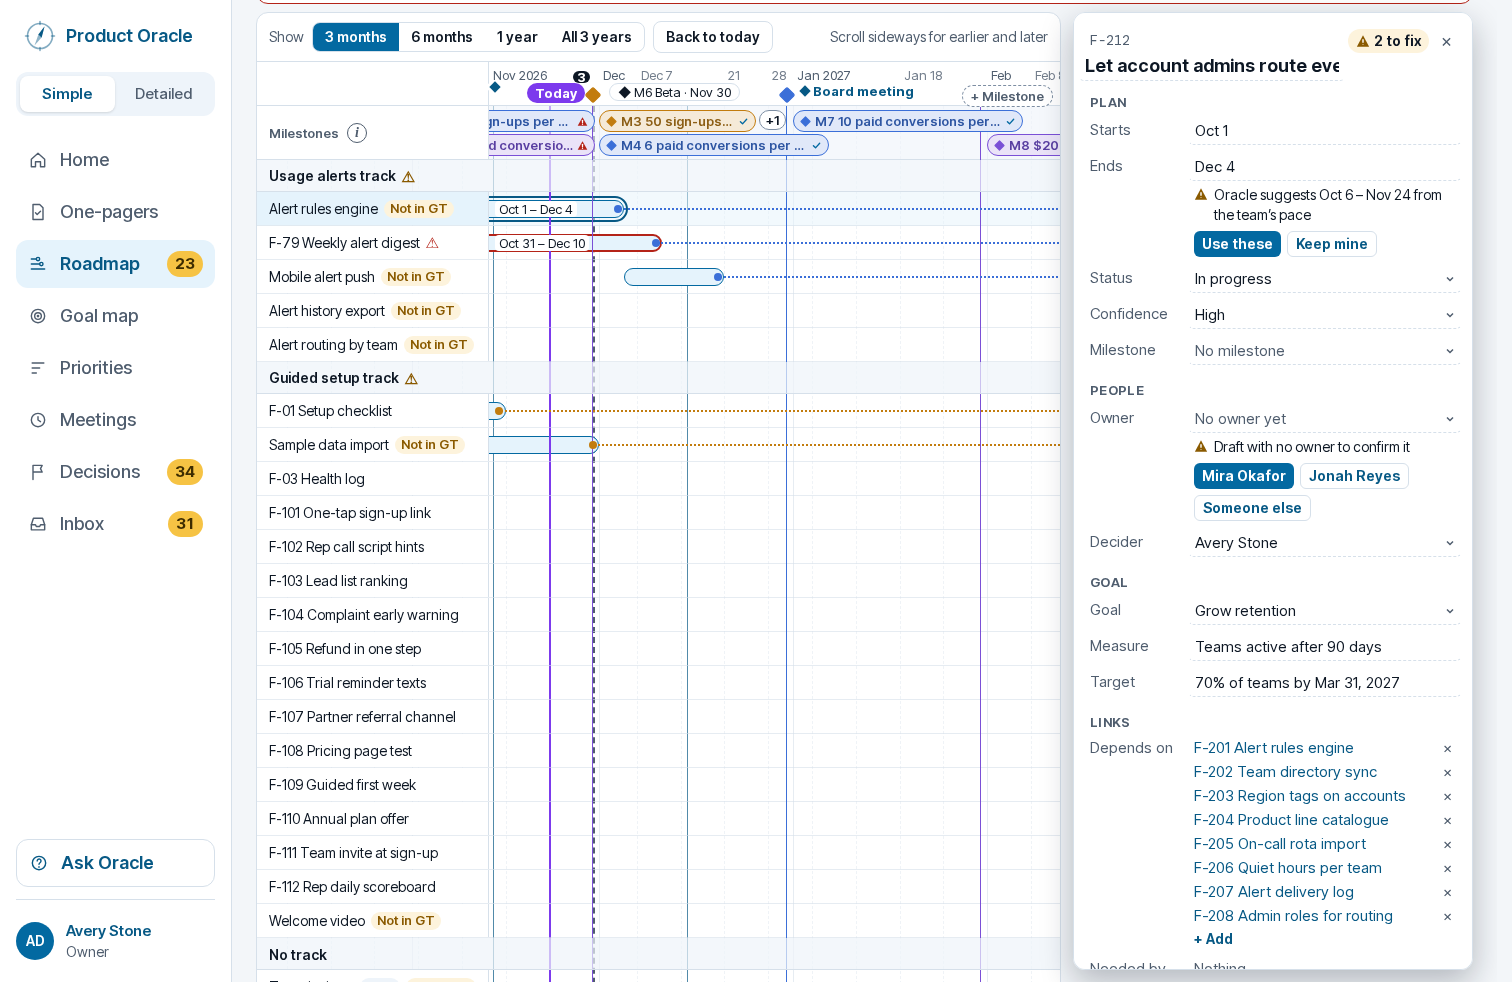 Product Oracle
Simple
Detailed
Home
One-pagers
Roadmap
23
Goal map
Priorities
Meetings
Decisions
34
Inbox
31
Ask Oracle
AD
Avery Stone
Owner
Show
3 months
6 months
1 year
All 3 years
Back to today
Scroll sideways for earlier and later
Nov 2026
3
Dec
Dec 7
21
28
Jan 2027
Jan 18
Feb
Feb
Today
M6 Beta · Nov 30
Board meeting
+ Milestone
Milestones
i
gn-ups per ...
M3 50 sign-ups...
+1
M7 10 paid conversions per...
d conversio...
M4 6 paid conversions per ...
M8 $20
Usage alerts track
Alert rules engine
Not in GT
Oct 1 – Dec 4
F-79 Weekly alert digest
Oct 31 – Dec 10
Mobile alert push
Not in GT
Alert history export
Not in GT
Alert routing by team
Not in GT
Guided setup track
F-01 Setup checklist
Sample data import
Not in GT
F-03 Health log
F-101 One-tap sign-up link
F-102 Rep call script hints
F-103 Lead list ranking
F-104 Complaint early warning
F-105 Refund in one step
F-106 Trial reminder texts
F-107 Partner referral channel
F-108 Pricing page test
F-109 Guided first week
F-110 Annual plan offer
F-111 Team invite at sign-up
F-112 Rep daily scoreboard
Welcome video
Not in GT
No track
F-212
2 to fix
×
Let account admins route eve
PLAN
Starts
Oct 1
Ends
Dec 4
Oracle suggests Oct 6 – Nov 24 from
the team's pace
Use these
Keep mine
Status
In progress
Confidence
High
Milestone
No milestone
PEOPLE
Owner
No owner yet
Draft with no owner to confirm it
Mira Okafor
Jonah Reyes
Someone else
Decider
Avery Stone
GOAL
Goal
Grow retention
Measure
Teams active after 90 days
Target
70% of teams by Mar 31, 2027
LINKS
Depends on
F-201 Alert rules engine ×
F-202 Team directory sync ×
F-203 Region tags on accounts ×
F-204 Product line catalogue ×
F-205 On-call rota import ×
F-206 Quiet hours per team ×
F-207 Alert delivery log ×
F-208 Admin roles for routing ×
+ Add
Needed by
Nothing